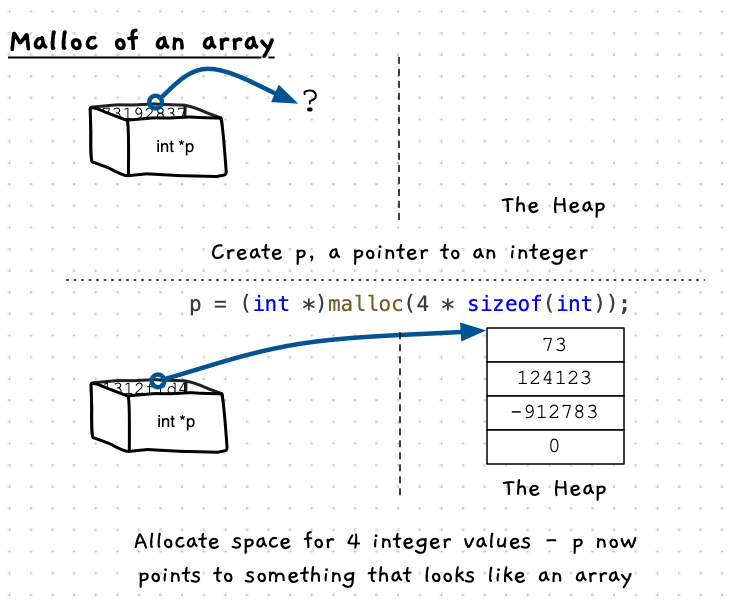 Malloc of an array
73192837
?
int *p
The Heap
Create p, a pointer to an integer
p = (int *)malloc(4 * sizeof(int));
73
124123
-912783
0
int *p
The Heap
Allocate space for 4 integer values - p now
points to something that looks like an array